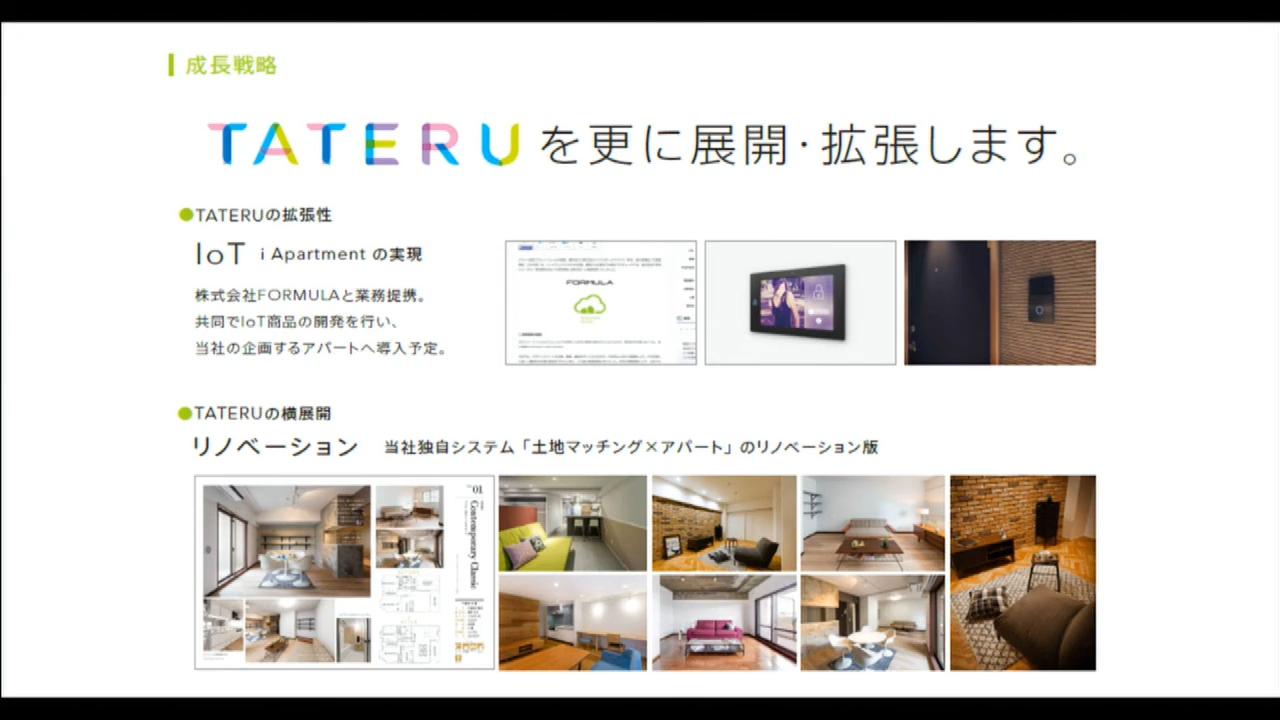 成長戦略
TATERUを更に展開・拡張します。
●TATERUの拡張性
IoT i Apartment の実現
株式会社FORMULAと業務提携。
共同でIoT商品の開発を行い、
当社の企画するアパートへ導入予定。
FORMULA
●TATERUの横展開
リノベーション 当社独自システム「土地マッチング×アパート」のリノベーション版
01
Contemporary Classic